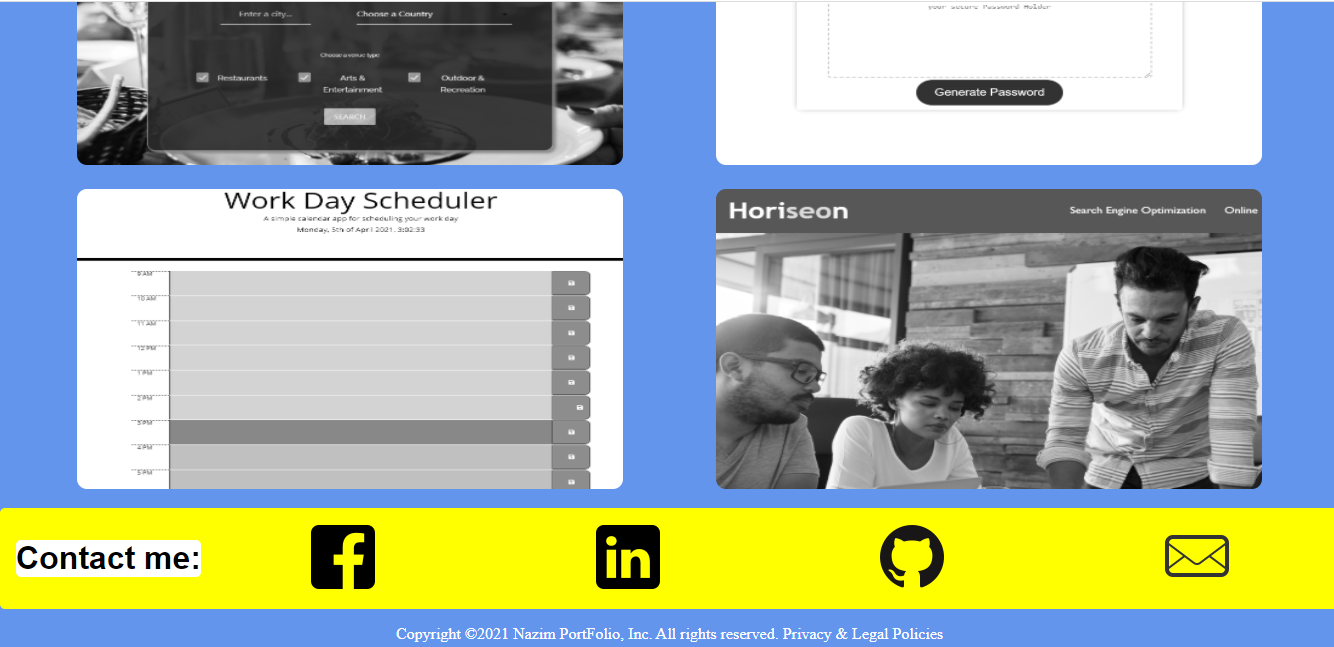 Enter a city...
Choose a Country
Choose a venue type
Restaurants
Arts &
Entertainment
Outdoor &
Recreation
SEARCH
your secure Password Holder
Generate Password
Work Day Scheduler
A simple calendar app for scheduling your work day
Monday, 5th of April 2021, 3:02:33
9 AM
10 AM
11 AM
12 PM
1 PM
2 PM
3 PM
4 PM
5 PM
Horiseon
Search Engine Optimization
Online
Contact me:
in
Copyright ©2021 Nazim PortFolio, Inc. All rights reserved. Privacy & Legal Policies